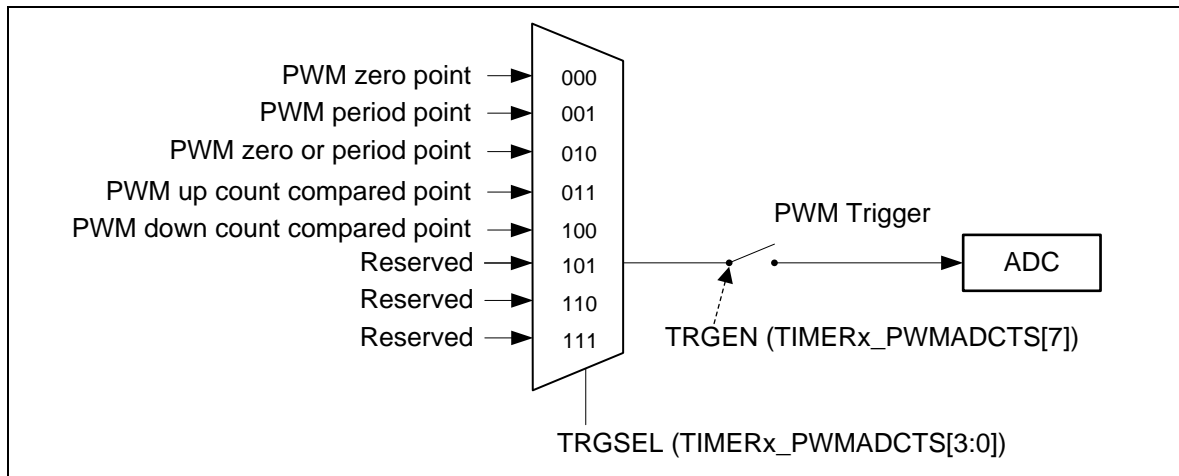 PWM zero point 000
PWM period point 001
PWM zero or period point 010
PWM up count compared point 011
PWM down count compared point 100
Reserved 101
Reserved 110
Reserved 111
PWM Trigger
ADC
TRGEN (TIMERx_PWMADCTS[7])
TRGSEL (TIMERx_PWMADCTS[3:0])